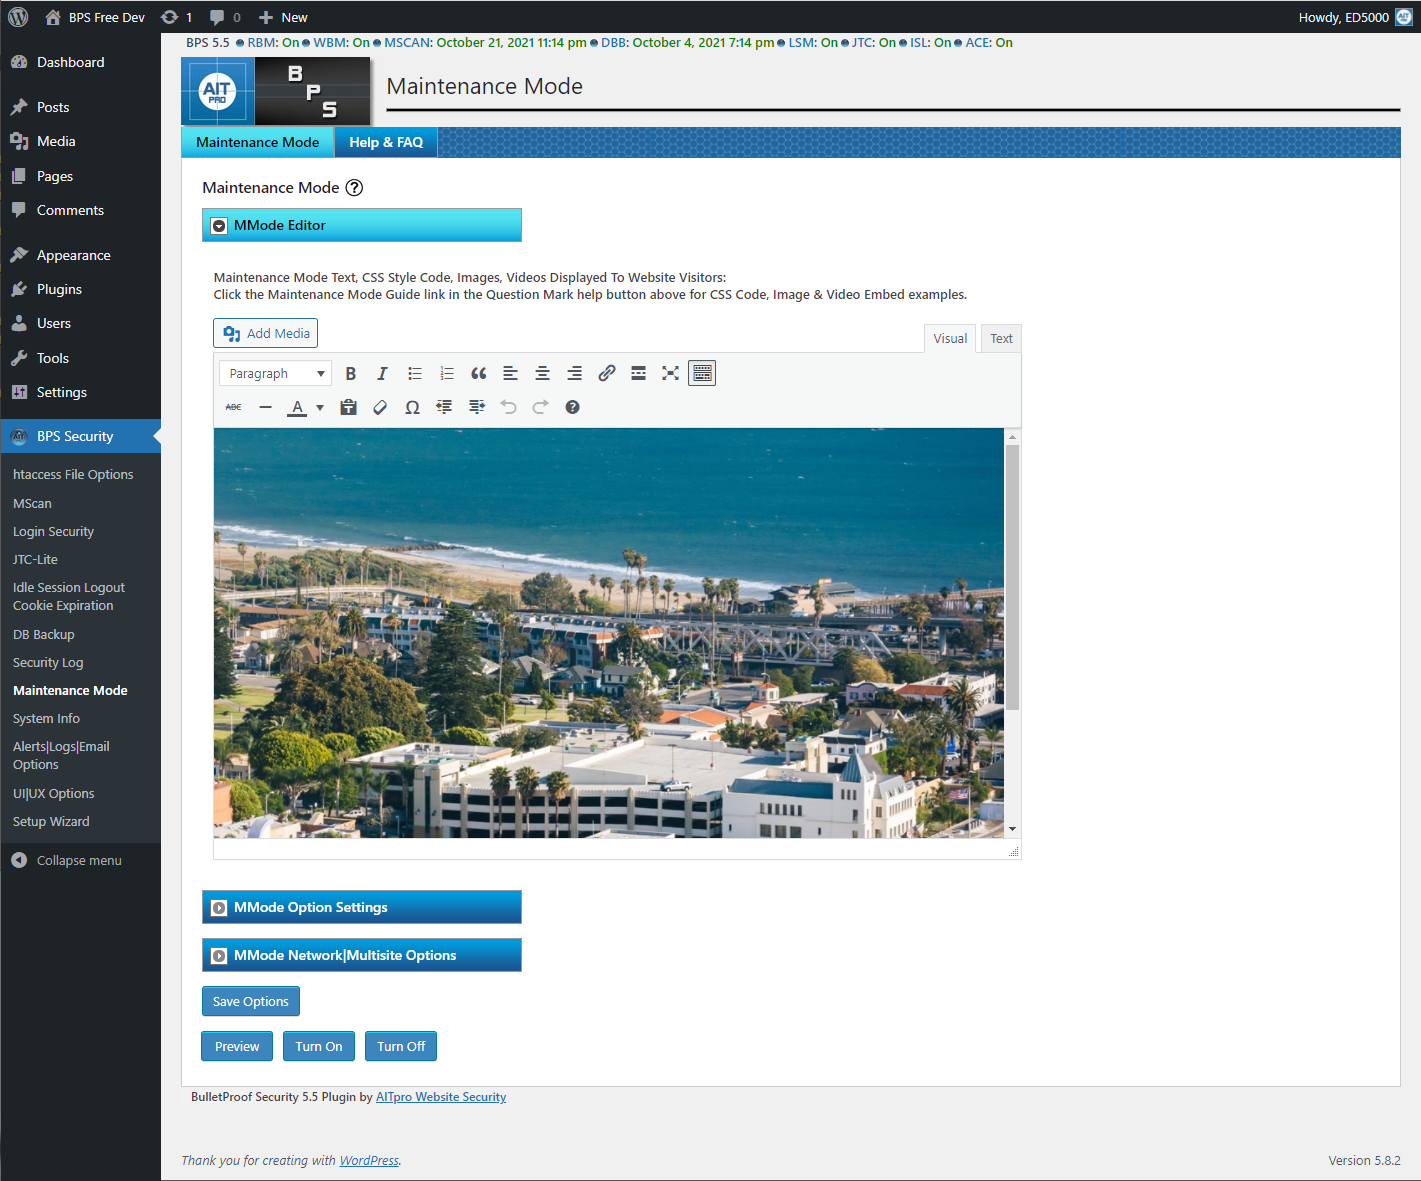 BPS Free Dev 1 0 New Howdy, ED5000
BPS 5.5 RBM: On WBM: On MSCAN: October 21, 2021 11:14 pm DBB: October 4, 2021 7:14 pm LSM: On JTC: On ISL: On ACE: On
AIT PRO
B
P
S
Maintenance Mode
Dashboard
Posts
Media
Pages
Comments
Appearance
Plugins
Users
Tools
Settings
BPS Security
htaccess File Options
MScan
Login Security
JTC-Lite
Idle Session Logout
Cookie Expiration
DB Backup
Security Log
Maintenance Mode
System Info
Alerts|Logs|Email
Options
UI|UX Options
Setup Wizard
Collapse menu
Maintenance Mode Help & FAQ
Maintenance Mode ?
MMode Editor
Maintenance Mode Text, CSS Style Code, Images, Videos Displayed To Website Visitors:
Click the Maintenance Mode Guide link in the Question Mark help button above for CSS Code, Image & Video Embed examples.
Add Media
Visual Text
Paragraph B I
ABC A Ω ?
MMode Option Settings
MMode Network|Multisite Options
Save Options
Preview Turn On Turn Off
BulletProof Security 5.5 Plugin by AITpro Website Security
Thank you for creating with WordPress.
Version 5.8.2